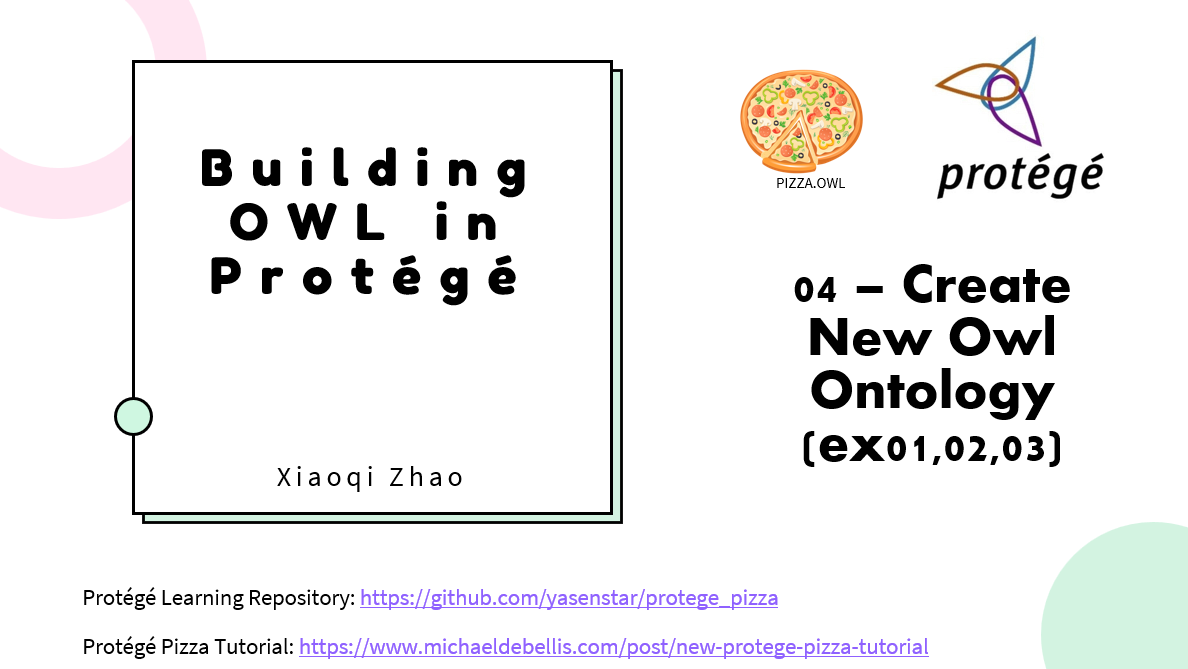 Building
OWL in
Protégé
Xiaoqi Zhao
PIZZA.OWL
protégé
04 – Create
New Owl
Ontology
(ex01,02,03)
Protégé Learning Repository: https://github.com/yasenstar/protege_pizza
Protégé Pizza Tutorial: https://www.michaeldebellis.com/post/new-protege-pizza-tutorial